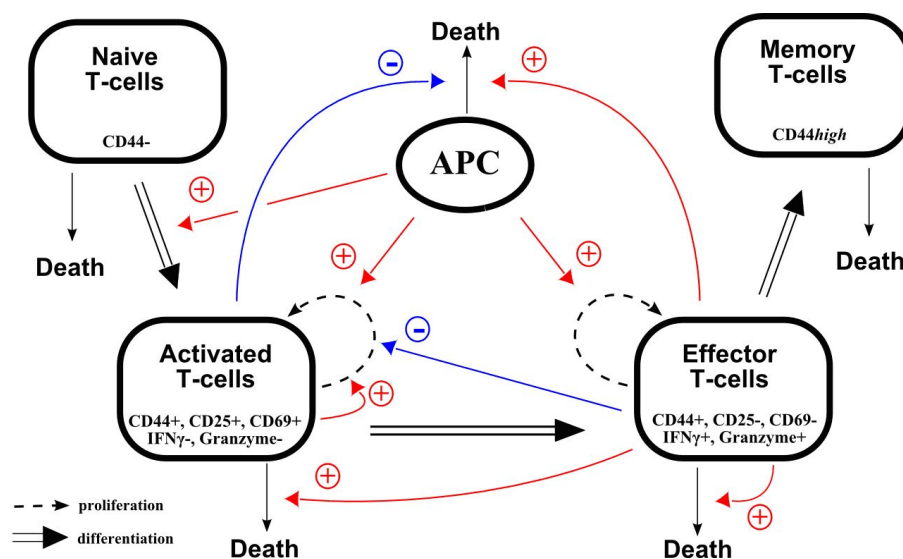 Naive
T-cells
CD44-
Death
Memory
T-cells
CD44high
APC
-
+
+
+
+
Death
Death
Activated
T-cells
CD44+, CD25+, CD69+
IFNγ-, Granzyme-
-
+
Effector
T-cells
CD44+, CD25-, CD69-
IFNγ+, Granzyme+
+
+
proliferation
differentiation
Death
Death